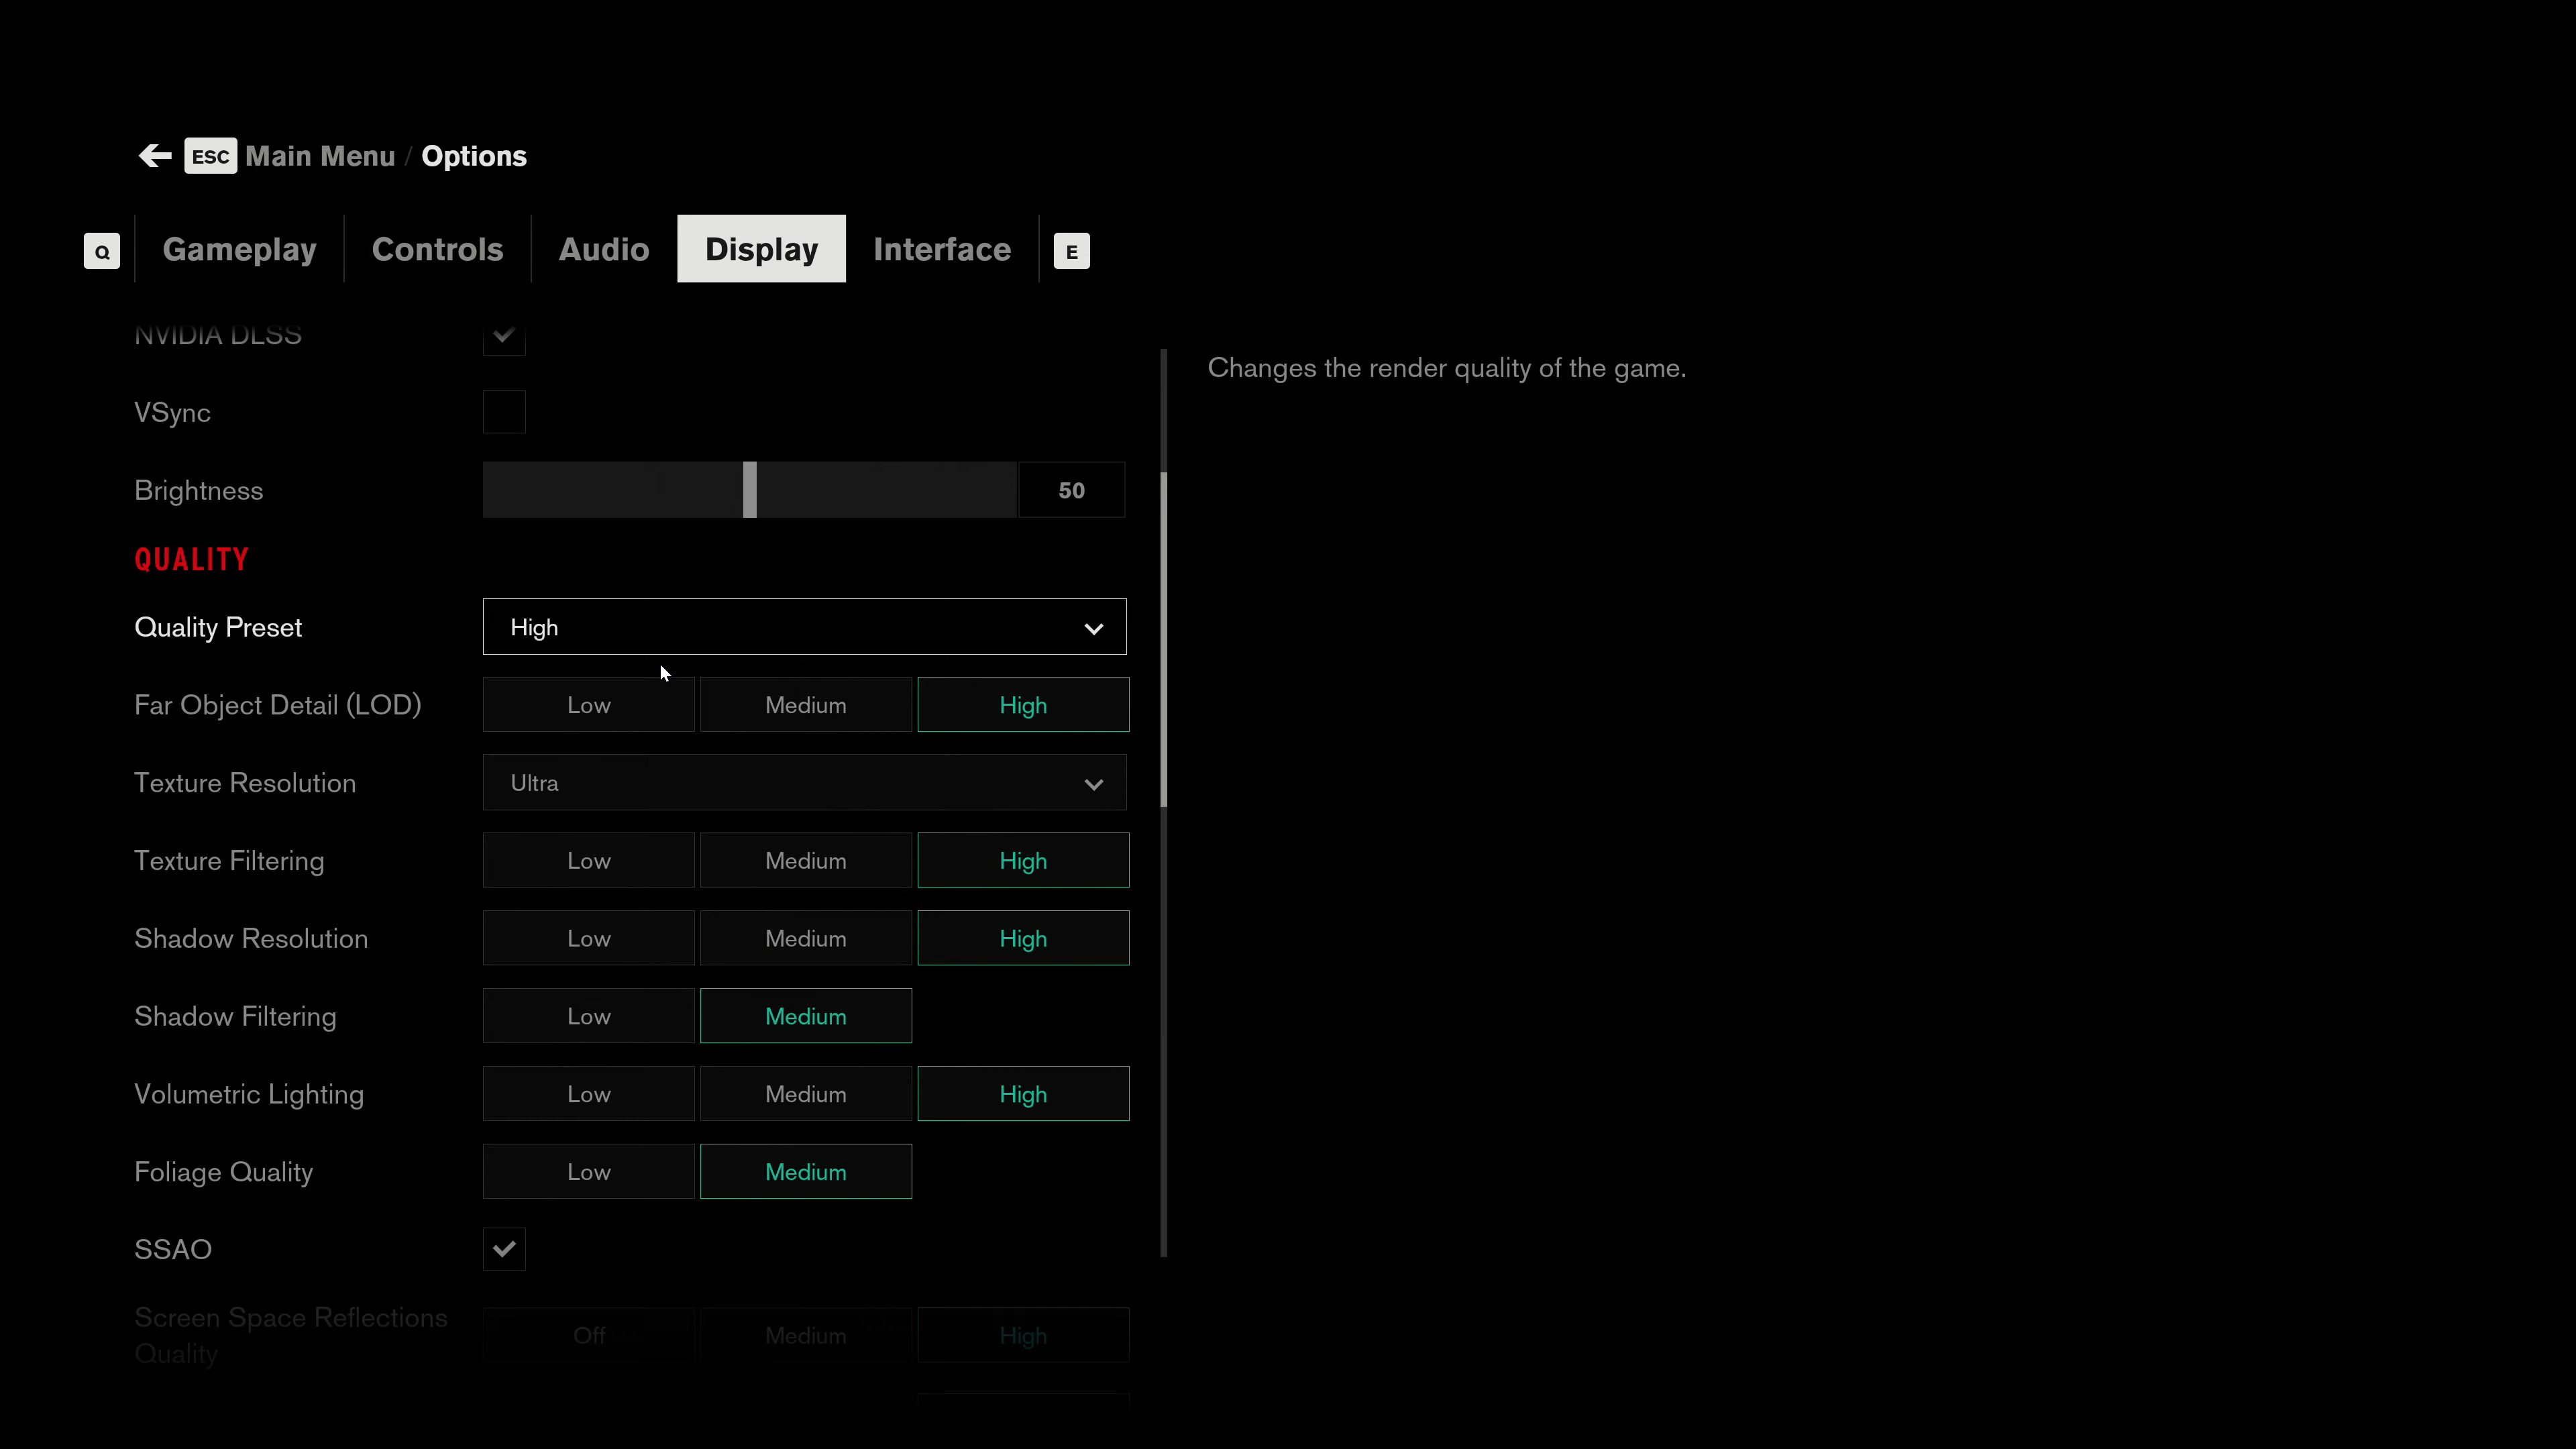 ESC Main Menu / Options
Q Gameplay Controls Audio Display Interface E
NVIDIA DLSS
Changes the render quality of the game.
VSync
Brightness 50
QUALITY
Quality Preset High
Far Object Detail (LOD) Low Medium High
Texture Resolution Ultra
Texture Filtering Low Medium High
Shadow Resolution Low Medium High
Shadow Filtering Low Medium
Volumetric Lighting Low Medium High
Foliage Quality Low Medium
SSAO
Screen Space Reflections
Quality Off Medium High